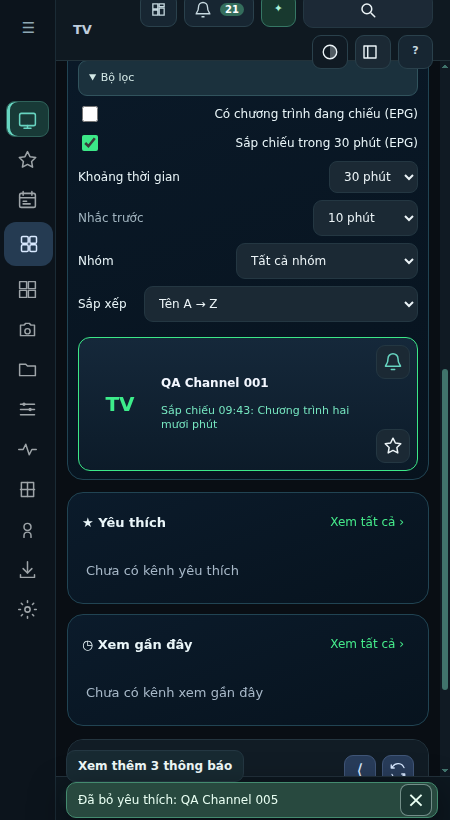 TV
21
?
▼ Bộ lọc
Có chương trình đang chiếu (EPG)
Sắp chiếu trong 30 phút (EPG)
Khoảng thời gian
30 phút
Nhắc trước
10 phút
Nhóm
Tất cả nhóm
Sắp xếp
Tên A → Z
TV
QA Channel 001
Sắp chiếu 09:43: Chương trình hai
mươi phút
★ Yêu thích
Xem tất cả ›
Chưa có kênh yêu thích
◷ Xem gần đây
Xem tất cả ›
Chưa có kênh xem gần đây
Xem thêm 3 thông báo
Đã bỏ yêu thích: QA Channel 005